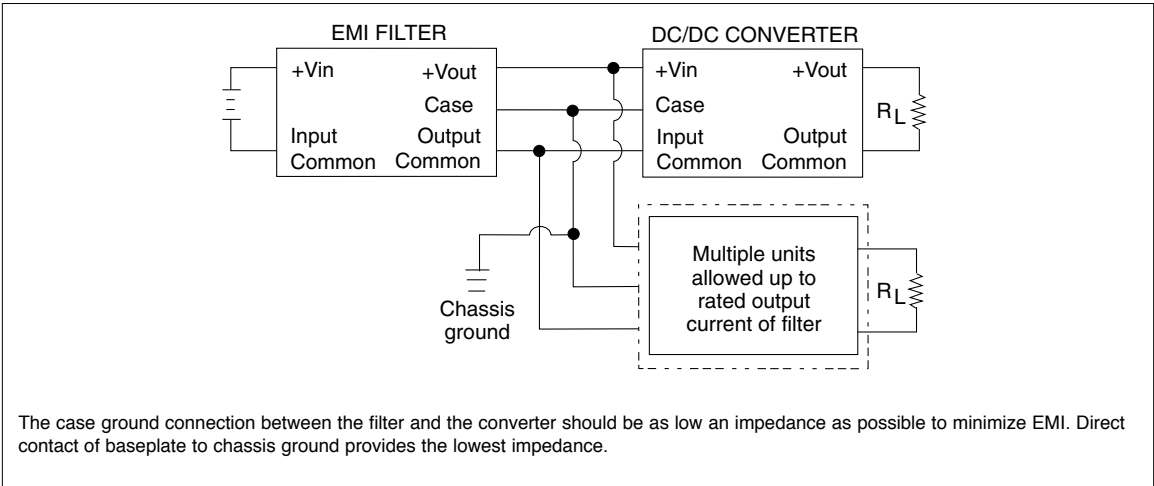 EMI FILTER
DC/DC CONVERTER
+Vin
+Vout
Case
Input
Common
Output
Common
+Vin
+Vout
Case
Input
Common
Output
Common
RL
Multiple units
allowed up to
rated output
current of filter
RL
Chassis
ground
The case ground connection between the filter and the converter should be as low an impedance as possible to minimize EMI. Direct
contact of baseplate to chassis ground provides the lowest impedance.